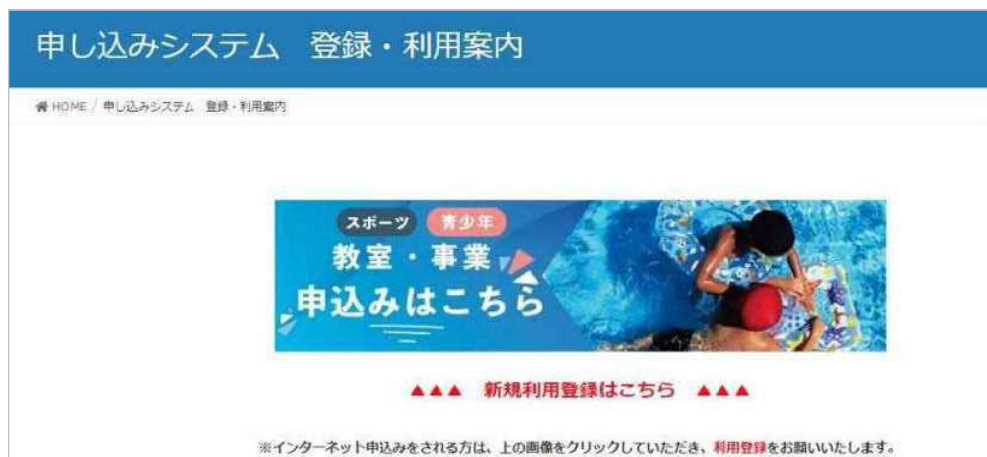 申し込みシステム　登録・利用案内
HOME / 申し込みシステム　登録・利用案内
スポーツ 青少年
教室・事業
申込みはこちら
▲▲▲　新規利用登録はこちら　▲▲▲
※インターネット申込みをされる方は、上の画像をクリックしていただき、利用登録をお願いいたします。